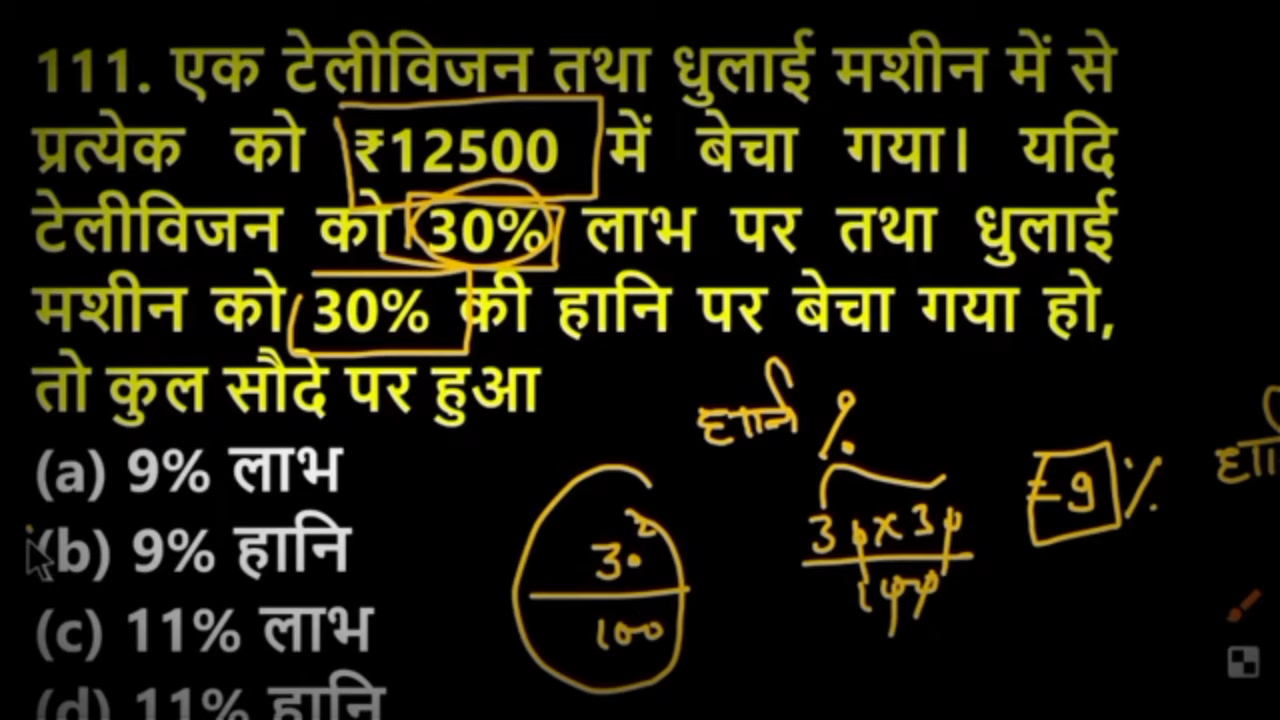 111. एक टेलीविजन तथा धुलाई मशीन में से
प्रत्येक को ₹12500 में बेचा गया। यदि
टेलीविजन को 30% लाभ पर तथा धुलाई
मशीन को 30% की हानि पर बेचा गया हो,
तो कुल सौदे पर हुआ
(a) 9% लाभ
(b) 9% हानि
(c) 11% लाभ
(d) 11% हानि
हानि %
30²
100
30×30
100
= 9 %